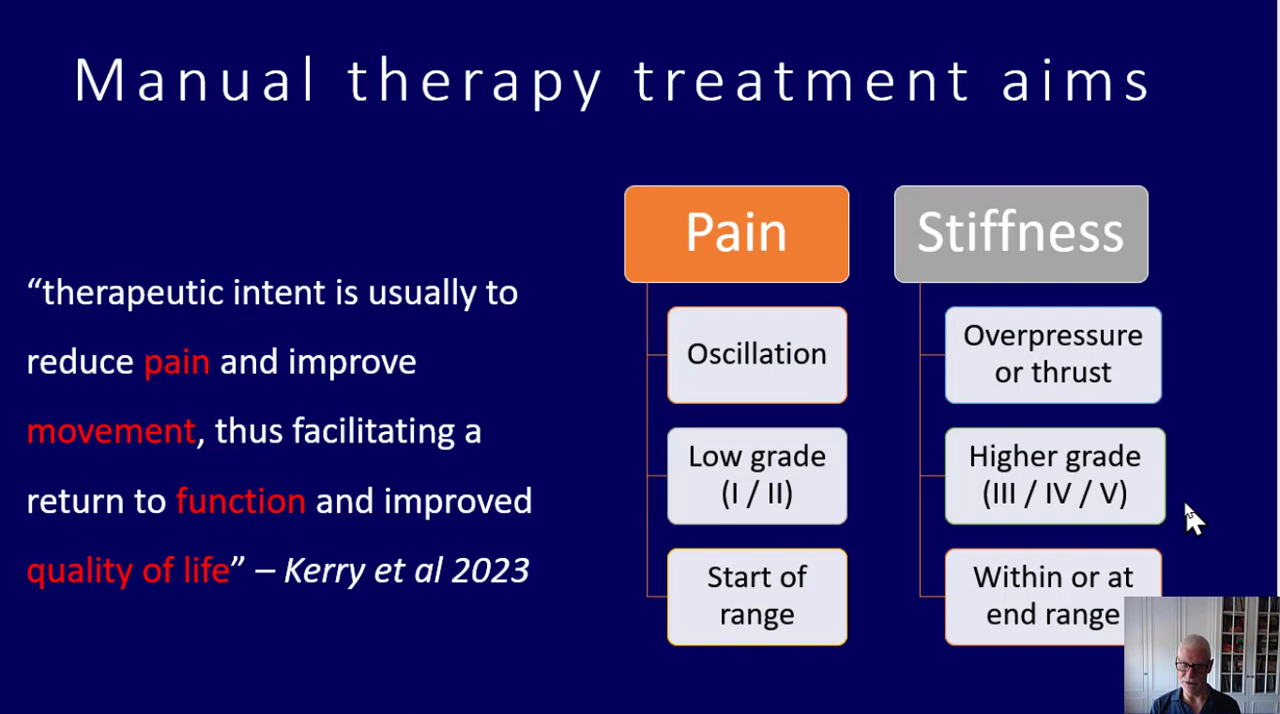 Manual therapy treatment aims
“therapeutic intent is usually to
reduce pain and improve
movement, thus facilitating a
return to function and improved
quality of life” – Kerry et al 2023
Pain
Oscillation
Low grade
(I / II)
Start of
range
Stiffness
Overpressure
or thrust
Higher grade
(III / IV / V)
Within or at
end range